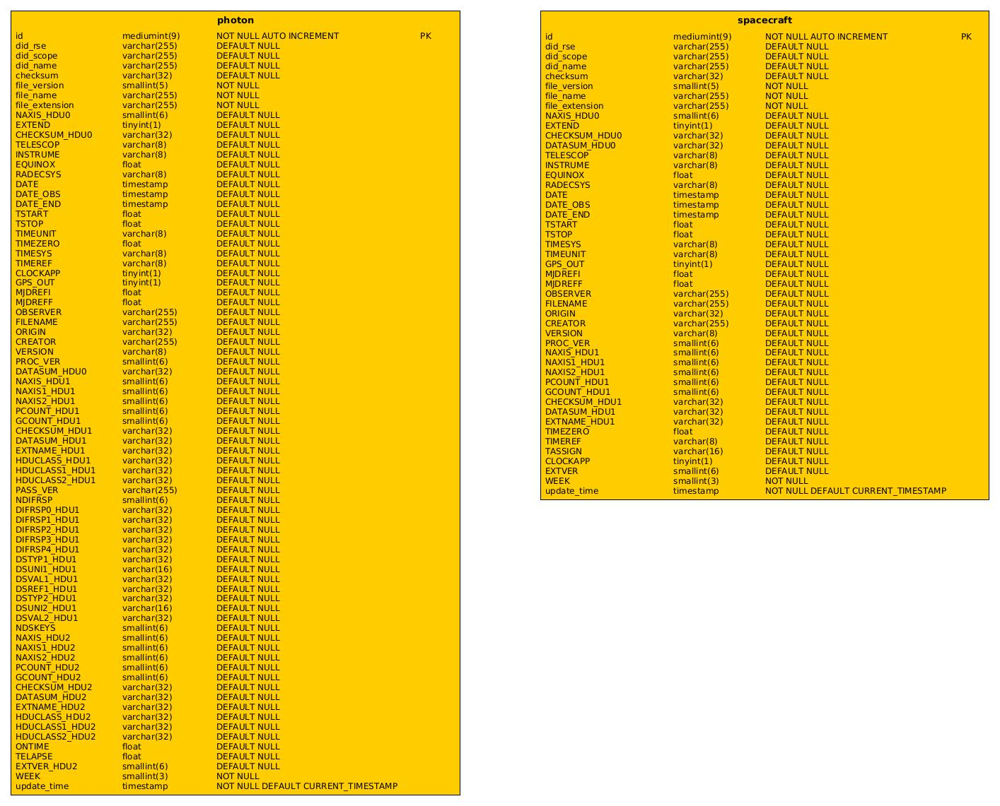 photon
id mediumint(9) NOT NULL AUTO INCREMENT PK
did_rse varchar(255) DEFAULT NULL
did_scope varchar(255) DEFAULT NULL
did_name varchar(255) DEFAULT NULL
checksum varchar(32) DEFAULT NULL
file_version smallint(5) NOT NULL
file_name varchar(255) NOT NULL
file_extension varchar(255) NOT NULL
NAXIS_HDU0 smallint(6) DEFAULT NULL
EXTEND tinyint(1) DEFAULT NULL
CHECKSUM_HDU0 varchar(32) DEFAULT NULL
TELESCOP varchar(8) DEFAULT NULL
INSTRUME varchar(8) DEFAULT NULL
EQUINOX float DEFAULT NULL
RADECSYS varchar(8) DEFAULT NULL
DATE timestamp DEFAULT NULL
DATE_OBS timestamp DEFAULT NULL
DATE_END timestamp DEFAULT NULL
TSTART float DEFAULT NULL
TSTOP float DEFAULT NULL
TIMEUNIT varchar(8) DEFAULT NULL
TIMEZERO float DEFAULT NULL
TIMESYS varchar(8) DEFAULT NULL
TIMEREF varchar(8) DEFAULT NULL
CLOCKAPP tinyint(1) DEFAULT NULL
GPS_OUT tinyint(1) DEFAULT NULL
MJDREFI float DEFAULT NULL
MJDREFF float DEFAULT NULL
OBSERVER varchar(255) DEFAULT NULL
FILENAME varchar(255) DEFAULT NULL
ORIGIN varchar(32) DEFAULT NULL
CREATOR varchar(255) DEFAULT NULL
VERSION varchar(8) DEFAULT NULL
PROC_VER smallint(6) DEFAULT NULL
DATASUM_HDU0 varchar(32) DEFAULT NULL
NAXIS_HDU1 smallint(6) DEFAULT NULL
NAXIS1_HDU1 smallint(6) DEFAULT NULL
NAXIS2_HDU1 smallint(6) DEFAULT NULL
PCOUNT_HDU1 smallint(6) DEFAULT NULL
GCOUNT_HDU1 smallint(6) DEFAULT NULL
CHECKSUM_HDU1 varchar(32) DEFAULT NULL
DATASUM_HDU1 varchar(32) DEFAULT NULL
EXTNAME_HDU1 varchar(32) DEFAULT NULL
HDUCLASS_HDU1 varchar(32) DEFAULT NULL
HDUCLASS1_HDU1 varchar(32) DEFAULT NULL
HDUCLASS2_HDU1 varchar(32) DEFAULT NULL
PASS_VER varchar(255) DEFAULT NULL
NDIFRSP smallint(6) DEFAULT NULL
DIFRSP0_HDU1 varchar(32) DEFAULT NULL
DIFRSP1_HDU1 varchar(32) DEFAULT NULL
DIFRSP2_HDU1 varchar(32) DEFAULT NULL
DIFRSP3_HDU1 varchar(32) DEFAULT NULL
DIFRSP4_HDU1 varchar(32) DEFAULT NULL
DSTYP1_HDU1 varchar(32) DEFAULT NULL
DSUNI1_HDU1 varchar(16) DEFAULT NULL
DSVAL1_HDU1 varchar(32) DEFAULT NULL
DSREF1_HDU1 varchar(32) DEFAULT NULL
DSTYP2_HDU1 varchar(32) DEFAULT NULL
DSUNI2_HDU1 varchar(16) DEFAULT NULL
DSVAL2_HDU1 varchar(32) DEFAULT NULL
NDSKEYS smallint(6) DEFAULT NULL
NAXIS_HDU2 smallint(6) DEFAULT NULL
NAXIS1_HDU2 smallint(6) DEFAULT NULL
NAXIS2_HDU2 smallint(6) DEFAULT NULL
PCOUNT_HDU2 smallint(6) DEFAULT NULL
GCOUNT_HDU2 smallint(6) DEFAULT NULL
CHECKSUM_HDU2 varchar(32) DEFAULT NULL
DATASUM_HDU2 varchar(32) DEFAULT NULL
EXTNAME_HDU2 varchar(32) DEFAULT NULL
HDUCLASS_HDU2 varchar(32) DEFAULT NULL
HDUCLASS1_HDU2 varchar(32) DEFAULT NULL
HDUCLASS2_HDU2 varchar(32) DEFAULT NULL
ONTIME float DEFAULT NULL
TELAPSE float DEFAULT NULL
EXTVER_HDU2 smallint(6) DEFAULT NULL
WEEK smallint(3) NOT NULL
update_time timestamp NOT NULL DEFAULT CURRENT_TIMESTAMP
spacecraft
id mediumint(9) NOT NULL AUTO INCREMENT PK
did_rse varchar(255) DEFAULT NULL
did_scope varchar(255) DEFAULT NULL
did_name varchar(255) DEFAULT NULL
checksum varchar(32) DEFAULT NULL
file_version smallint(5) NOT NULL
file_name varchar(255) NOT NULL
file_extension varchar(255) NOT NULL
NAXIS_HDU0 smallint(6) DEFAULT NULL
EXTEND tinyint(1) DEFAULT NULL
CHECKSUM_HDU0 varchar(32) DEFAULT NULL
DATASUM_HDU0 varchar(32) DEFAULT NULL
TELESCOP varchar(8) DEFAULT NULL
INSTRUME varchar(8) DEFAULT NULL
EQUINOX float DEFAULT NULL
RADECSYS varchar(8) DEFAULT NULL
DATE timestamp DEFAULT NULL
DATE_OBS timestamp DEFAULT NULL
DATE_END timestamp DEFAULT NULL
TSTART float DEFAULT NULL
TSTOP float DEFAULT NULL
TIMESYS varchar(8) DEFAULT NULL
TIMEUNIT varchar(8) DEFAULT NULL
GPS_OUT tinyint(1) DEFAULT NULL
MJDREFI float DEFAULT NULL
MJDREFF float DEFAULT NULL
OBSERVER varchar(255) DEFAULT NULL
FILENAME varchar(255) DEFAULT NULL
ORIGIN varchar(32) DEFAULT NULL
CREATOR varchar(255) DEFAULT NULL
VERSION varchar(8) DEFAULT NULL
PROC_VER smallint(6) DEFAULT NULL
NAXIS_HDU1 smallint(6) DEFAULT NULL
NAXIS1_HDU1 smallint(6) DEFAULT NULL
NAXIS2_HDU1 smallint(6) DEFAULT NULL
PCOUNT_HDU1 smallint(6) DEFAULT NULL
GCOUNT_HDU1 smallint(6) DEFAULT NULL
CHECKSUM_HDU1 varchar(32) DEFAULT NULL
DATASUM_HDU1 varchar(32) DEFAULT NULL
EXTNAME_HDU1 varchar(32) DEFAULT NULL
TIMEZERO float DEFAULT NULL
TIMEREF varchar(8) DEFAULT NULL
TASSIGN varchar(16) DEFAULT NULL
CLOCKAPP tinyint(1) DEFAULT NULL
EXTVER smallint(6) DEFAULT NULL
WEEK smallint(3) NOT NULL
update_time timestamp NOT NULL DEFAULT CURRENT_TIMESTAMP